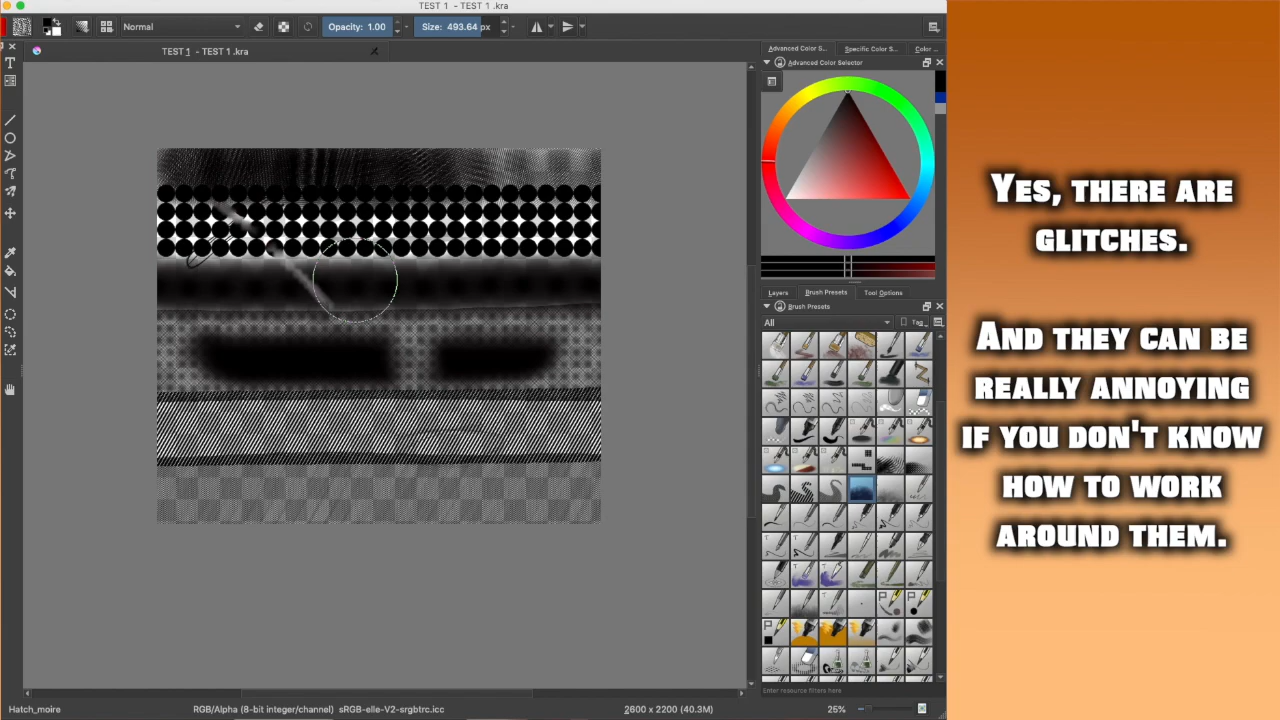 TEST 1  - TEST 1 .kra
Normal
Opacity: 1.00
Size: 493.64 px
TEST 1  - TEST 1 .kra
Advanced Color S...
Specific Color S...
Color ...
Advanced Color Selector
Layers
Brush Presets
Tool Options
Brush Presets
All
Tag
Enter resource filters here
Hatch_moire
RGB/Alpha (8-bit integer/channel)  sRGB-elle-V2-srgbtrc.icc
2600 x 2200 (40.3M)
25%
Yes, there are
glitches.
And they can be
really annoying
if you don't know
how to work
around them.